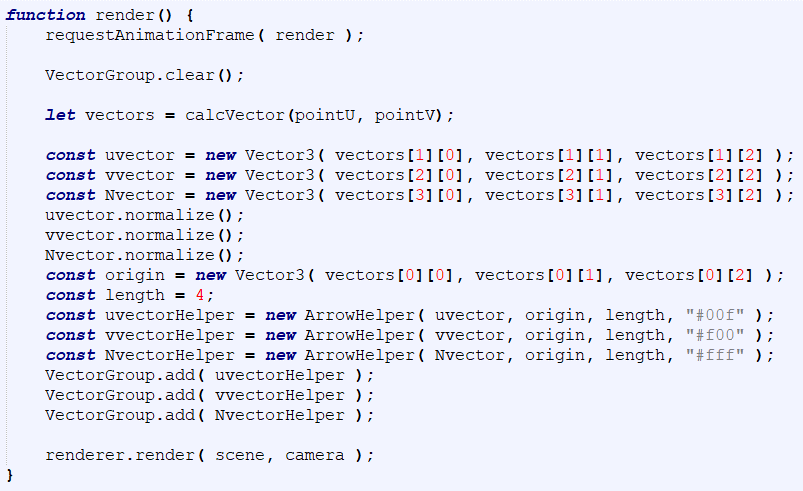 function render() {
    requestAnimationFrame( render );

    VectorGroup.clear();

    let vectors = calcVector(pointU, pointV);

    const uvector = new Vector3( vectors[1][0], vectors[1][1], vectors[1][2] );
    const vvector = new Vector3( vectors[2][0], vectors[2][1], vectors[2][2] );
    const Nvector = new Vector3( vectors[3][0], vectors[3][1], vectors[3][2] );
    uvector.normalize();
    vvector.normalize();
    Nvector.normalize();
    const origin = new Vector3( vectors[0][0], vectors[0][1], vectors[0][2] );
    const length = 4;
    const uvectorHelper = new ArrowHelper( uvector, origin, length, "#00f" );
    const vvectorHelper = new ArrowHelper( vvector, origin, length, "#f00" );
    const NvectorHelper = new ArrowHelper( Nvector, origin, length, "#fff" );
    VectorGroup.add( uvectorHelper );
    VectorGroup.add( vvectorHelper );
    VectorGroup.add( NvectorHelper );

    renderer.render( scene, camera );
}